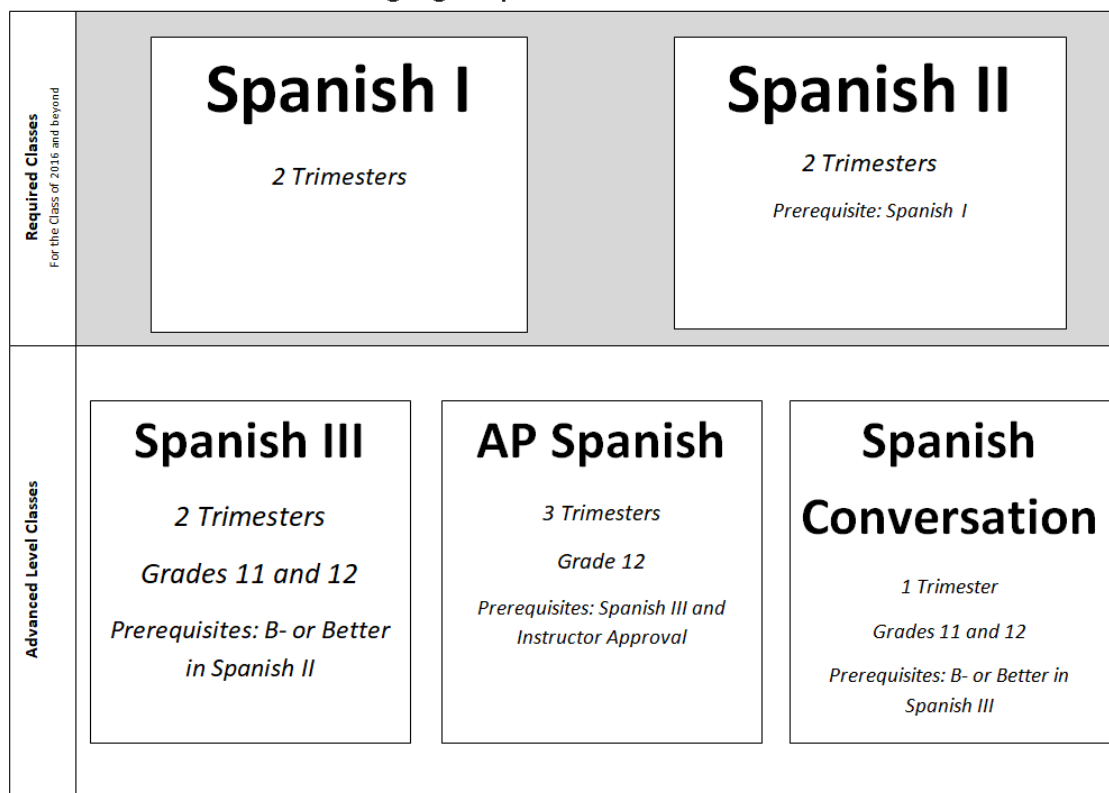 Required Classes
For the Class of 2016 and beyond
Spanish I
2 Trimesters
Spanish II
2 Trimesters
Prerequisite: Spanish I
Advanced Level Classes
Spanish III
2 Trimesters
Grades 11 and 12
Prerequisites: B- or Better
in Spanish II
AP Spanish
3 Trimesters
Grade 12
Prerequisites: Spanish III and
Instructor Approval
Spanish
Conversation
1 Trimester
Grades 11 and 12
Prerequisites: B- or Better in
Spanish III